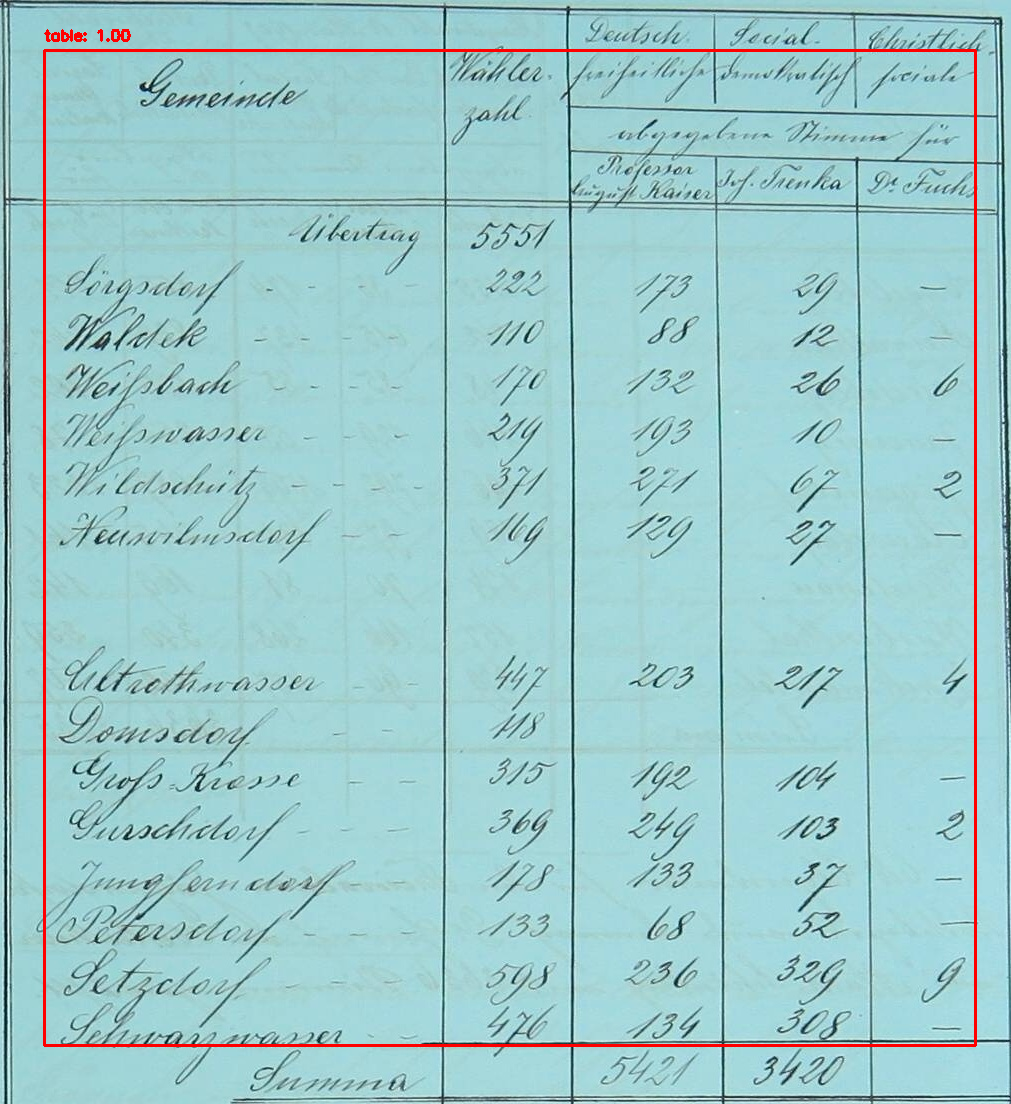 table: 1.00
Gemeinde Wähler- zahl. Deutsch- freiheitliche Social- demokratisch Christlich- sociale
abgegebene Stimme für
Professor August Kaiser Joh. Trenka Dr. Fuchs
Übertrag 5551
Sörgsdorf - - - - 222 173 29 —
Waldek - - - - 110 88 12 —
Weißbach - - - 170 132 26 6
Weißwasser - - - 219 193 10 —
Wildschütz - - - - 371 271 67 2
Neuwilmsdorf - - 169 129 27 —
Altrothwasser - - 447 203 217 4
Domsdorf - - 118
Groß-Krosse - - 315 192 104 —
Gurschdorf - - - 369 249 103 2
Jungferndorf - 178 133 37 —
Petersdorf - - - 133 68 52 —
Setzdorf - - - 598 236 329 9
Schwarzwasser - - 476 134 308 —
Summa 5421 3420